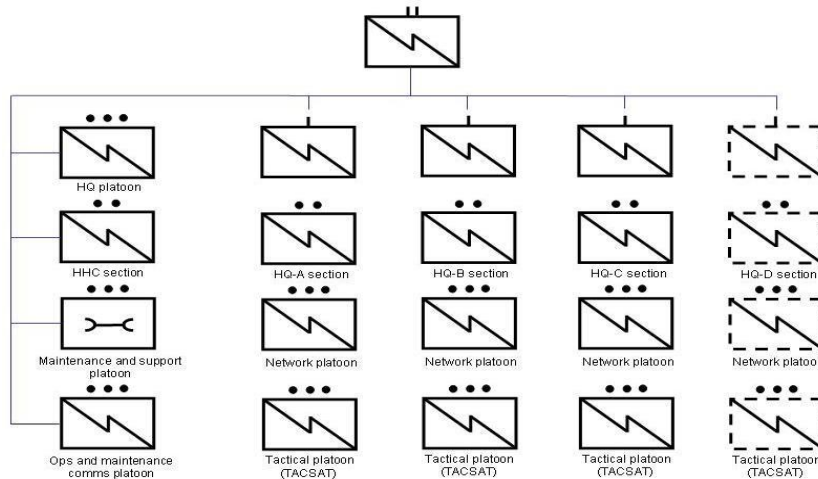 HQ platoon
HHC section
HQ-A section
HQ-B section
HQ-C section
HQ-D section
Maintenance and support
platoon
Network platoon
Network platoon
Network platoon
Network platoon
Ops and maintenance
comms platoon
Tactical platoon
(TACSAT)
Tactical platoon
(TACSAT)
Tactical platoon
(TACSAT)
Tactical platoon
(TACSAT)